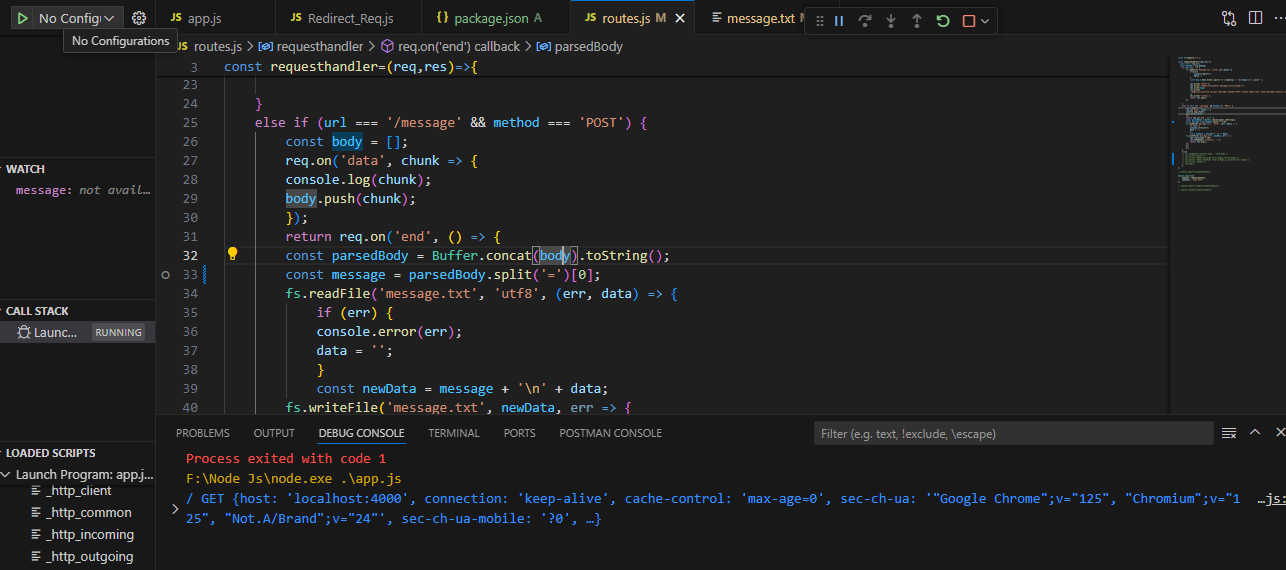 No Config
JS app.js
JS Redirect_Req.js
{} package.json A
JS routes.js M
message.txt M
No Configurations
JS routes.js > requesthandler > req.on('end') callback > parsedBody
3 const requesthandler=(req,res)=>{
23
24 }
25 else if (url === '/message' && method === 'POST') {
26 const body = [];
27 req.on('data', chunk => {
28 console.log(chunk);
29 body.push(chunk);
30 });
31 return req.on('end', () => {
32 const parsedBody = Buffer.concat(body).toString();
33 const message = parsedBody.split('=')[0];
34 fs.readFile('message.txt', 'utf8', (err, data) => {
35 if (err) {
36 console.error(err);
37 data = '';
38 }
39 const newData = message + '\n' + data;
40 fs.writeFile('message.txt', newData, err => {
WATCH
message: not avail...
CALL STACK
Launc... RUNNING
LOADED SCRIPTS
Launch Program: app.j...
_http_client
_http_common
_http_incoming
_http_outgoing
PROBLEMS OUTPUT DEBUG CONSOLE TERMINAL PORTS POSTMAN CONSOLE
Filter (e.g. text, !exclude, \escape)
Process exited with code 1
F:\Node Js\node.exe .\app.js
/ GET {host: 'localhost:4000', connection: 'keep-alive', cache-control: 'max-age=0', sec-ch-ua: '"Google Chrome";v="125", "Chromium";v="1 …js:
25", "Not.A/Brand";v="24"', sec-ch-ua-mobile: '?0', …}